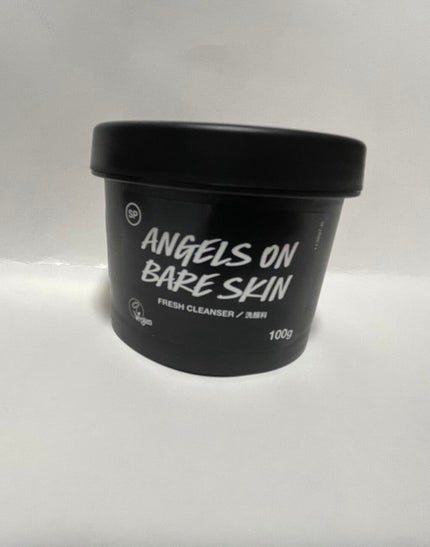 SP
ANGELS ON
BARE SKIN
FRESH CLEANSER / 洗顔料
Vegan
100g